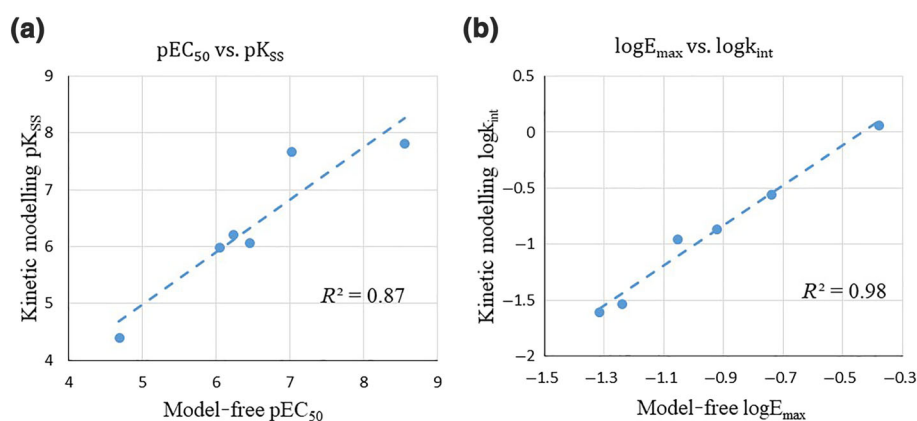 (a)
pEC50 vs. pKSS
Kinetic modelling pKSS
9
8
7
6
5
4
R² = 0.87
4 5 6 7 8 9
Model-free pEC50
(b)
logEmax vs. logkint
Kinetic modelling logkint
0.5
0
−0.5
−1
−1.5
−2
R² = 0.98
−1.5 −1.3 −1.1 −0.9 −0.7 −0.5 −0.3
Model-free logEmax